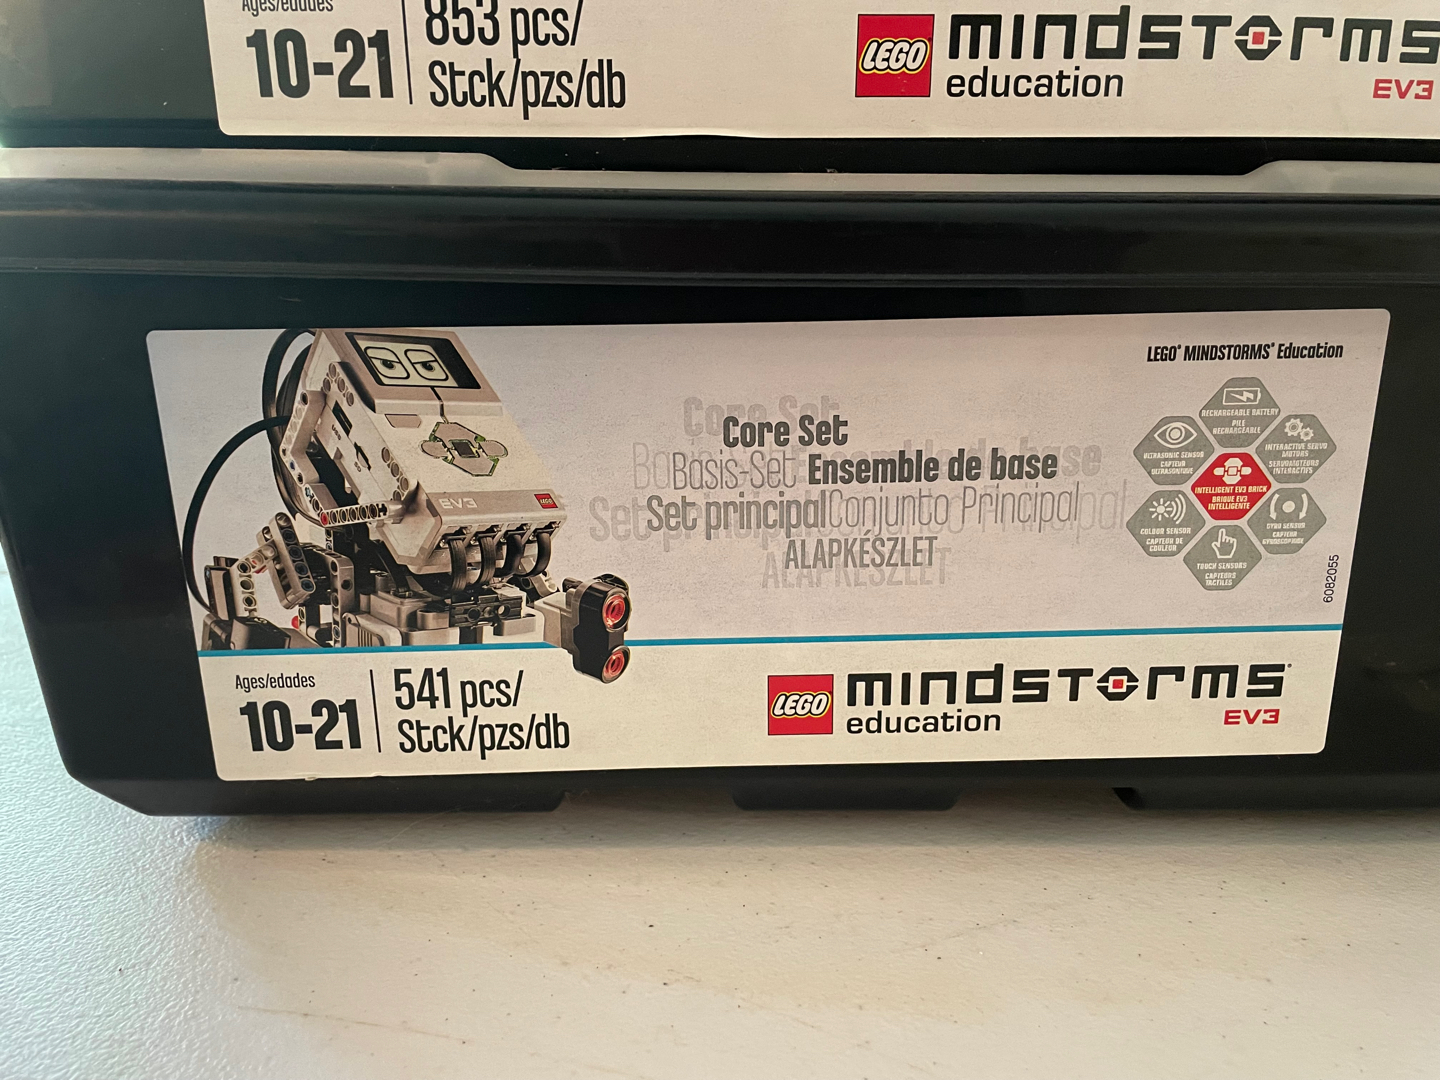 Ages/edades
10-21
853 pcs/
Stck/pzs/db
LEGO
mindstorms
education
EV3
LEGO® MINDSTORMS® Education
Core Set
Basis-Set Ensemble de base
Set principal Conjunto Principal
ALAPKÉSZLET
EV3
LEGO
RECHARGEABLE BATTERY
PILE
RECHARGEABLE
ULTRASONIC SENSOR
CAPTEUR
ULTRASONIQUE
INTERACTIVE SERVO
MOTORS
SERVOMOTEURS
INTERACTIFS
INTELLIGENT EV3 BRICK
BRIQUE EV3
INTELLIGENTE
COLOUR SENSOR
CAPTEUR DE
COULEUR
GYRO SENSOR
CAPTEUR
GYROSCOPIQUE
TOUCH SENSORS
CAPTEURS
TACTILES
6082055
Ages/edades
10-21
541 pcs/
Stck/pzs/db
LEGO
mindstorms®
education
EV3